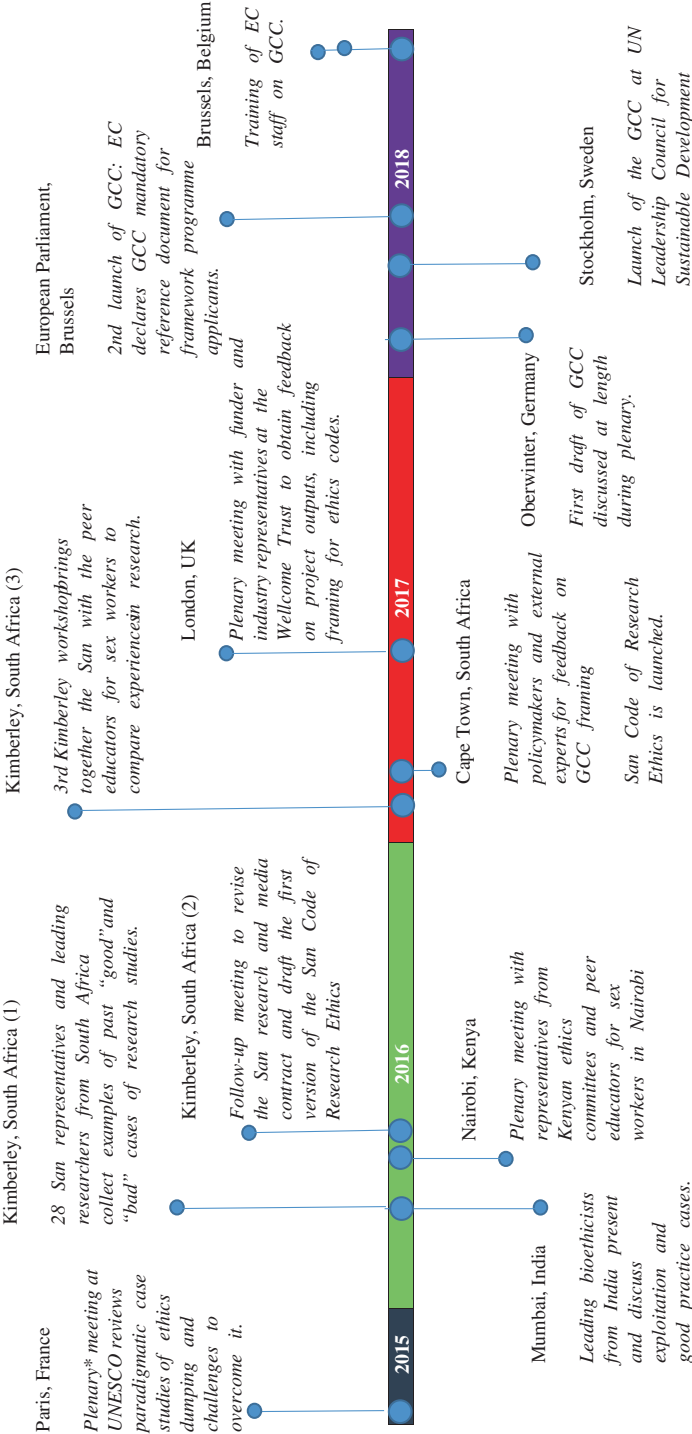 Paris, France
Plenary* meeting at
UNESCO reviews
paradigmatic case
studies of ethics
dumping and
challenges to
overcome it.
Kimberley, South Africa (1)
28 San representatives and leading
researchers from South Africa
collect examples of past “good”and
“bad” cases of research studies.
Kimberley, South Africa (2)
Follow-up meeting to revise
the San research and media
contract and draft the first
version of the San Code of
Research Ethics
Kimberley, South Africa (3)
3rd Kimberley workshopbrings
together the San with the peer
educators for sex workers to
compare experiencesin research.
London, UK
Plenary meeting with funder and
industry representatives at the
Wellcome Trust to obtain feedback
on project outputs, including
framing for ethics codes.
European Parliament,
Brussels
2nd launch of GCC: EC
declares GCC mandatory
reference document for
framework programme
applicants.
Brussels, Belgium
Training of EC
staff on GCC.
2015
2016
2017
2018
Mumbai, India
Leading bioethicists
from India present
and discuss
exploitation and
good practice cases.
Nairobi, Kenya
Plenary meeting with
representatives from
Kenyan ethics
committees and peer
educators for sex
workers in Nairobi
Cape Town, South Africa
Plenary meeting with
policymakers and external
experts for feedback on
GCC framing
San Code of Research
Ethics is launched.
Oberwinter, Germany
First draft of GCC
discussed at length
during plenary.
Stockholm, Sweden
Launch of the GCC at UN
Leadership Council for
Sustainable Development